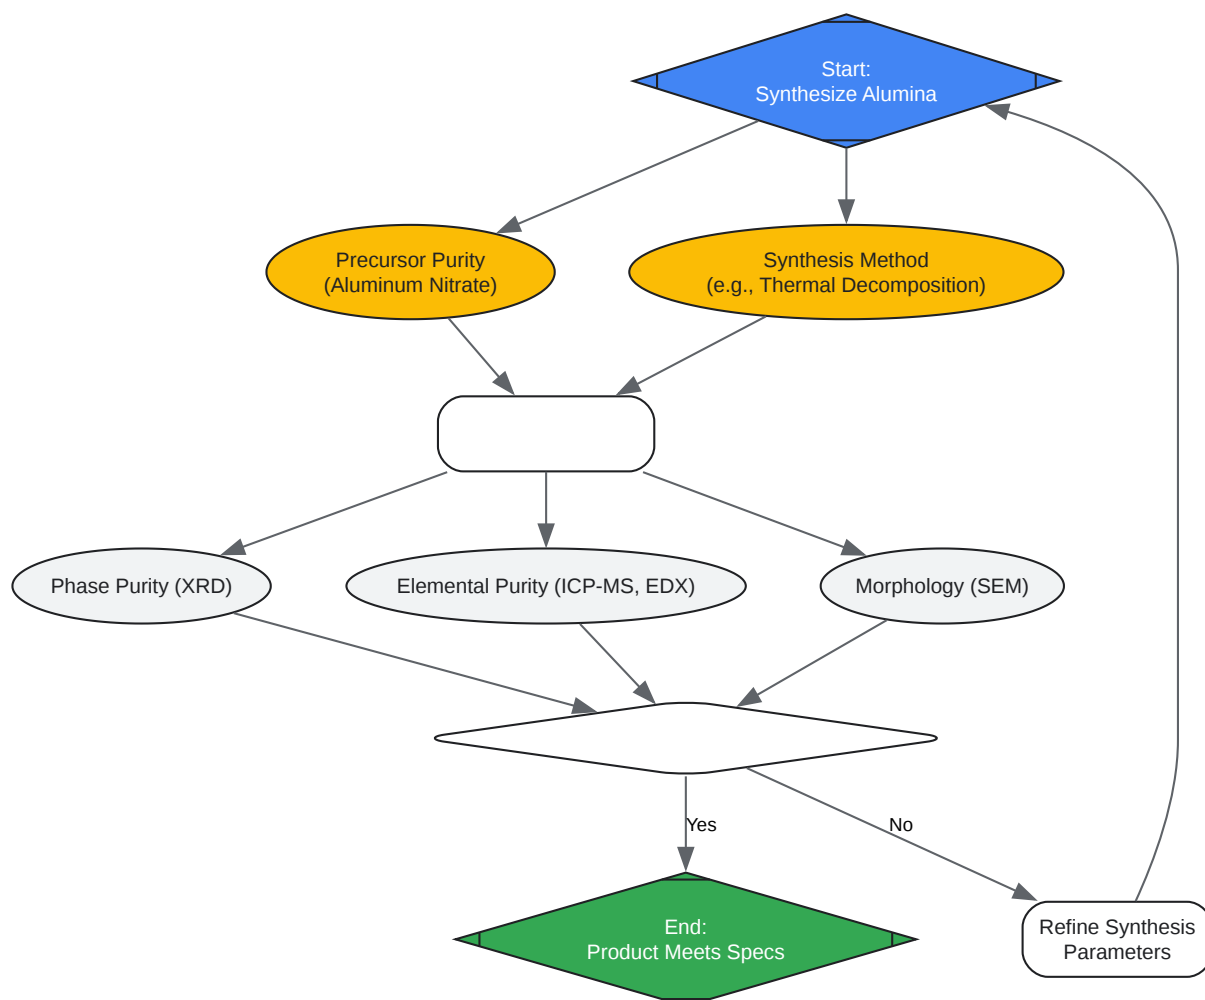 Start:
Synthesize Alumina
Precursor Purity
(Aluminum Nitrate)
Synthesis Method
(e.g., Thermal Decomposition)
Phase Purity (XRD)
Elemental Purity (ICP-MS, EDX)
Morphology (SEM)
Yes
No
End:
Product Meets Specs
Refine Synthesis
Parameters